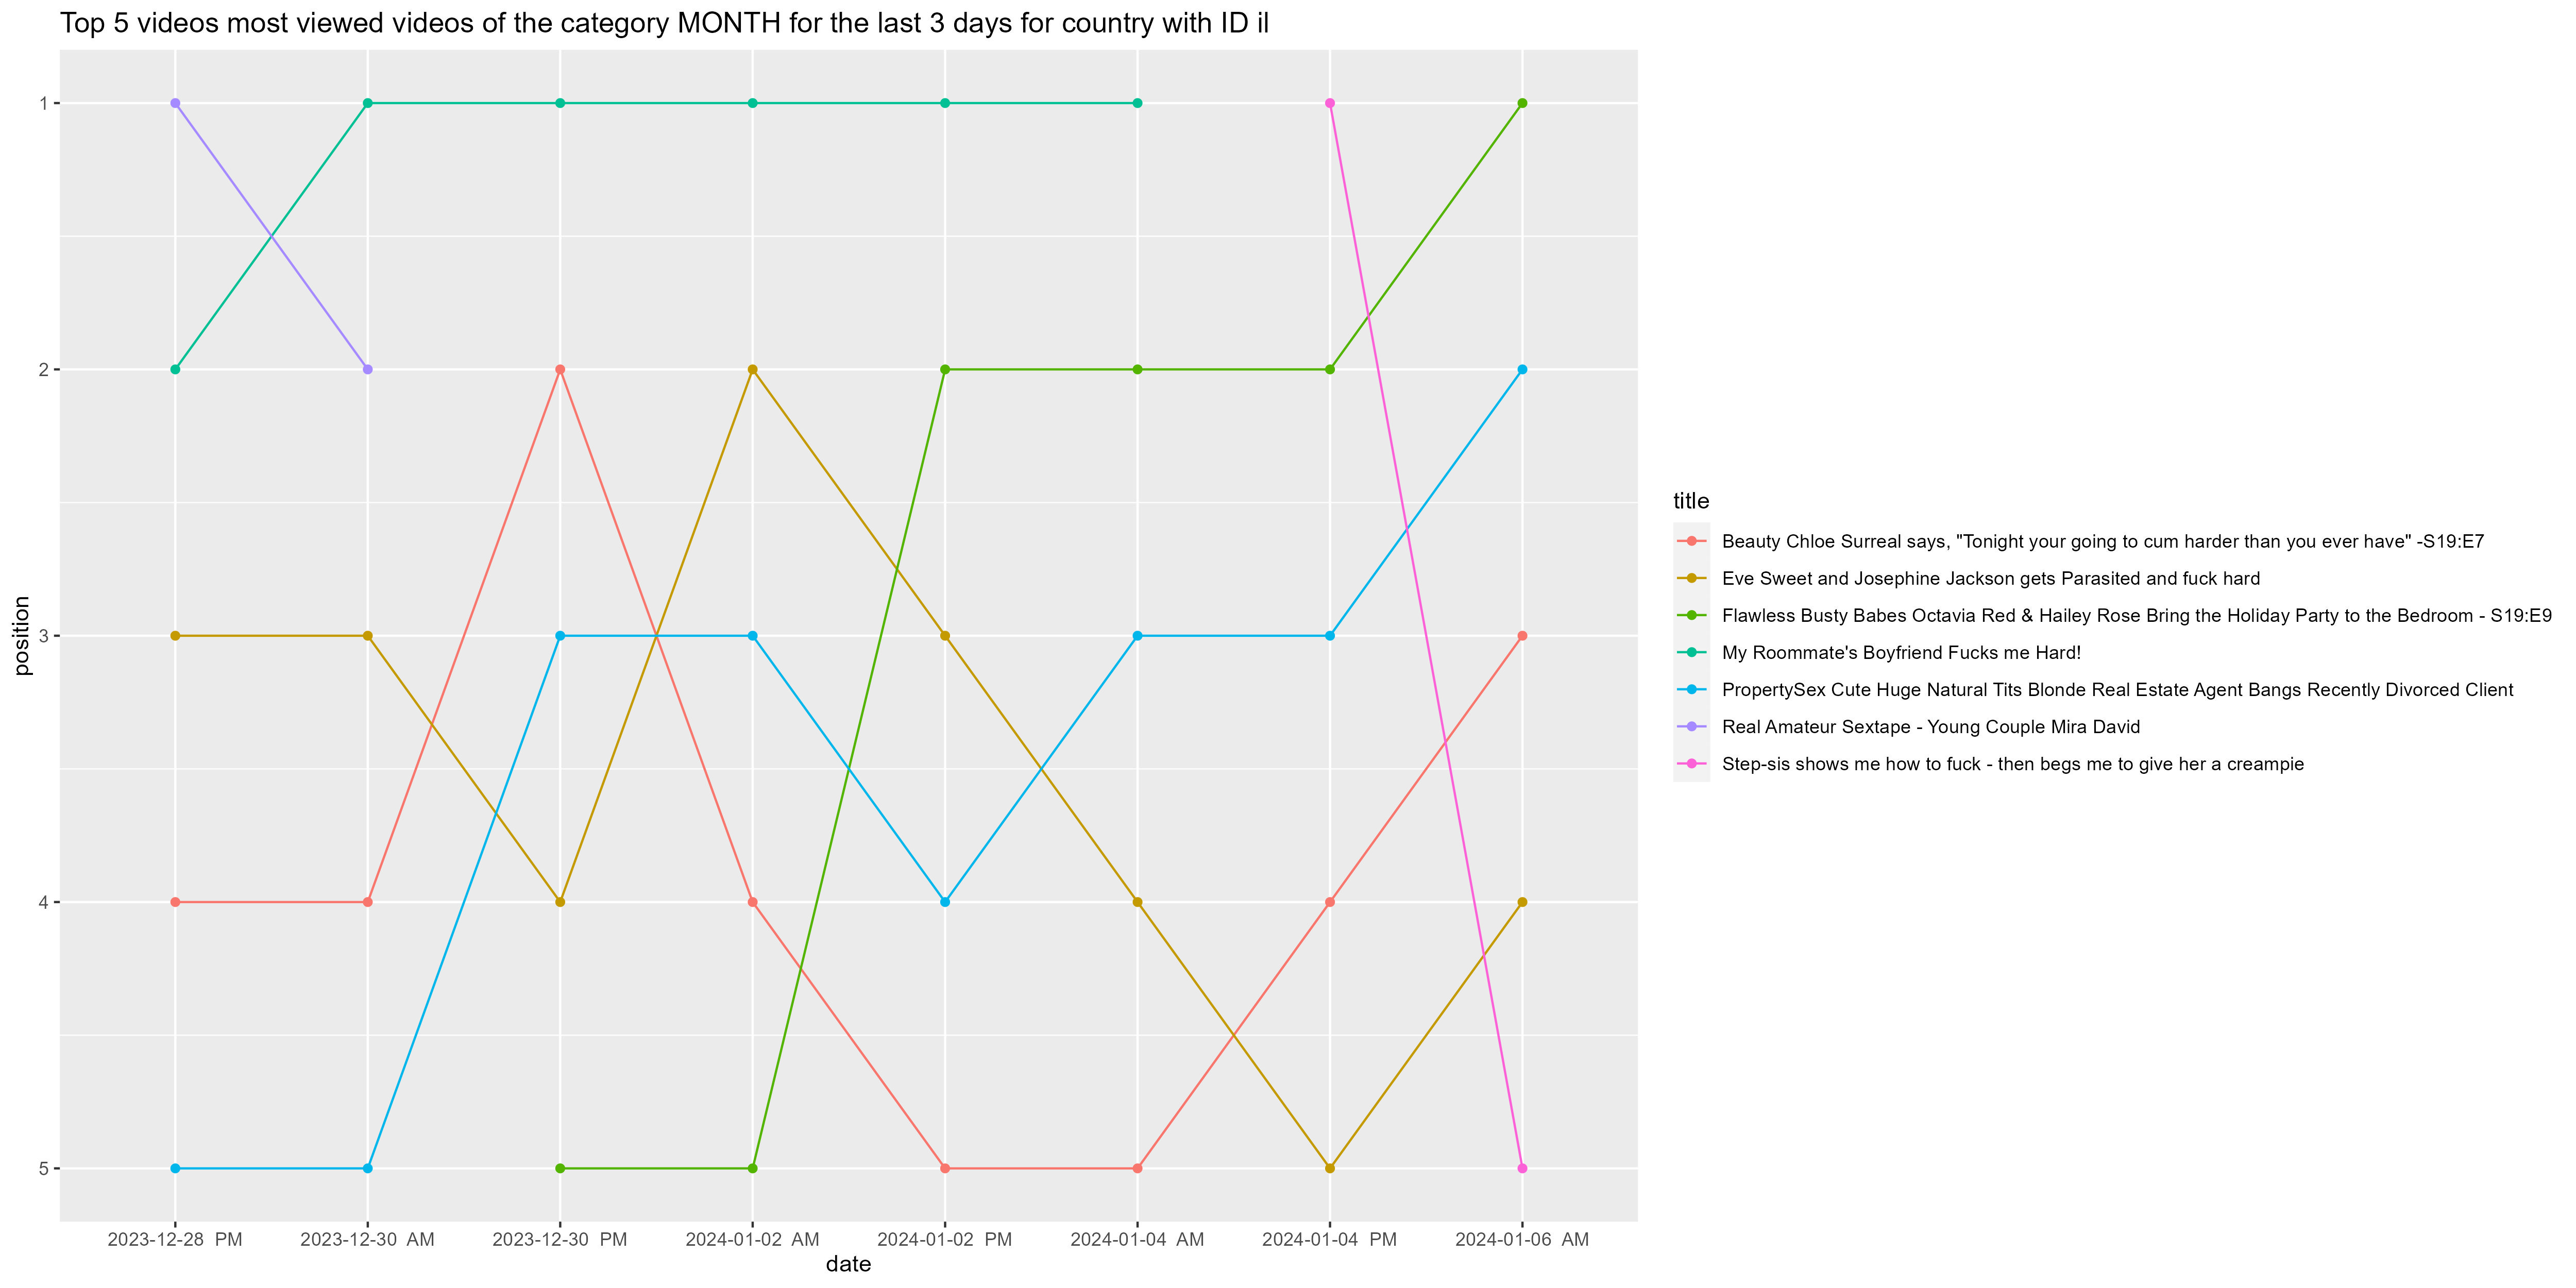 Top 5 videos most viewed videos of the category MONTH for the last 3 days for country with ID il
position
1
2
3
4
5
2023-12-28 PM
2023-12-30 AM
2023-12-30 PM
2024-01-02 AM
2024-01-02 PM
2024-01-04 AM
2024-01-04 PM
2024-01-06 AM
date
title
Beauty Chloe Surreal says, "Tonight your going to cum harder than you ever have" -S19:E7
Eve Sweet and Josephine Jackson gets Parasited and fuck hard
Flawless Busty Babes Octavia Red & Hailey Rose Bring the Holiday Party to the Bedroom - S19:E9
My Roommate's Boyfriend Fucks me Hard!
PropertySex Cute Huge Natural Tits Blonde Real Estate Agent Bangs Recently Divorced Client
Real Amateur Sextape - Young Couple Mira David
Step-sis shows me how to fuck - then begs me to give her a creampie